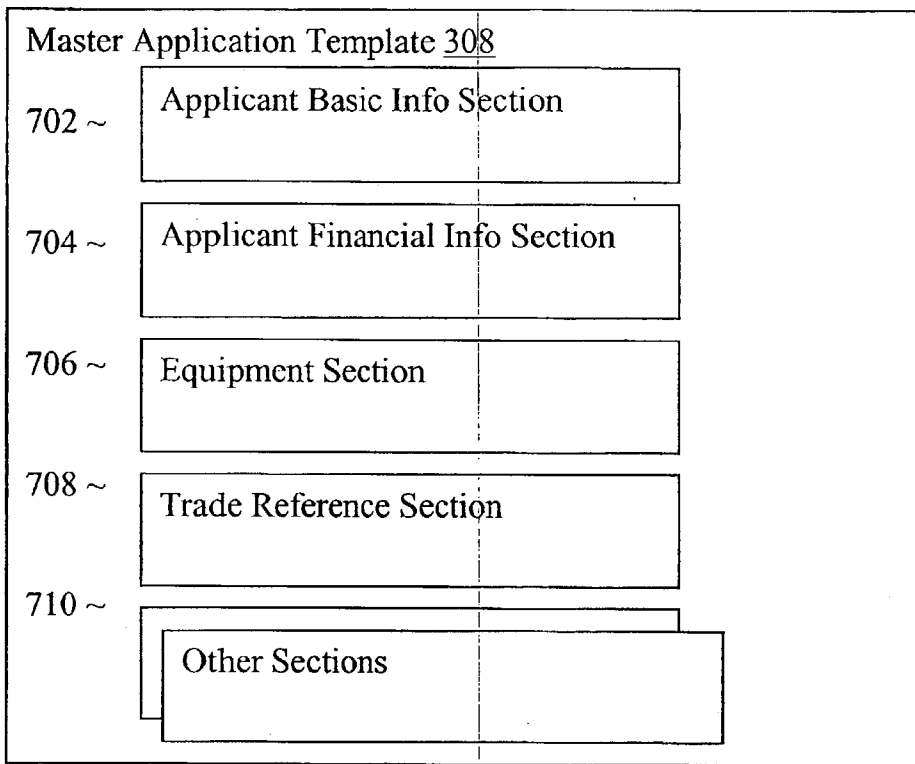 Master Application Template 308
702 ~ Applicant Basic Info Section
704 ~ Applicant Financial Info Section
706 ~ Equipment Section
708 ~ Trade Reference Section
710 ~
Other Sections